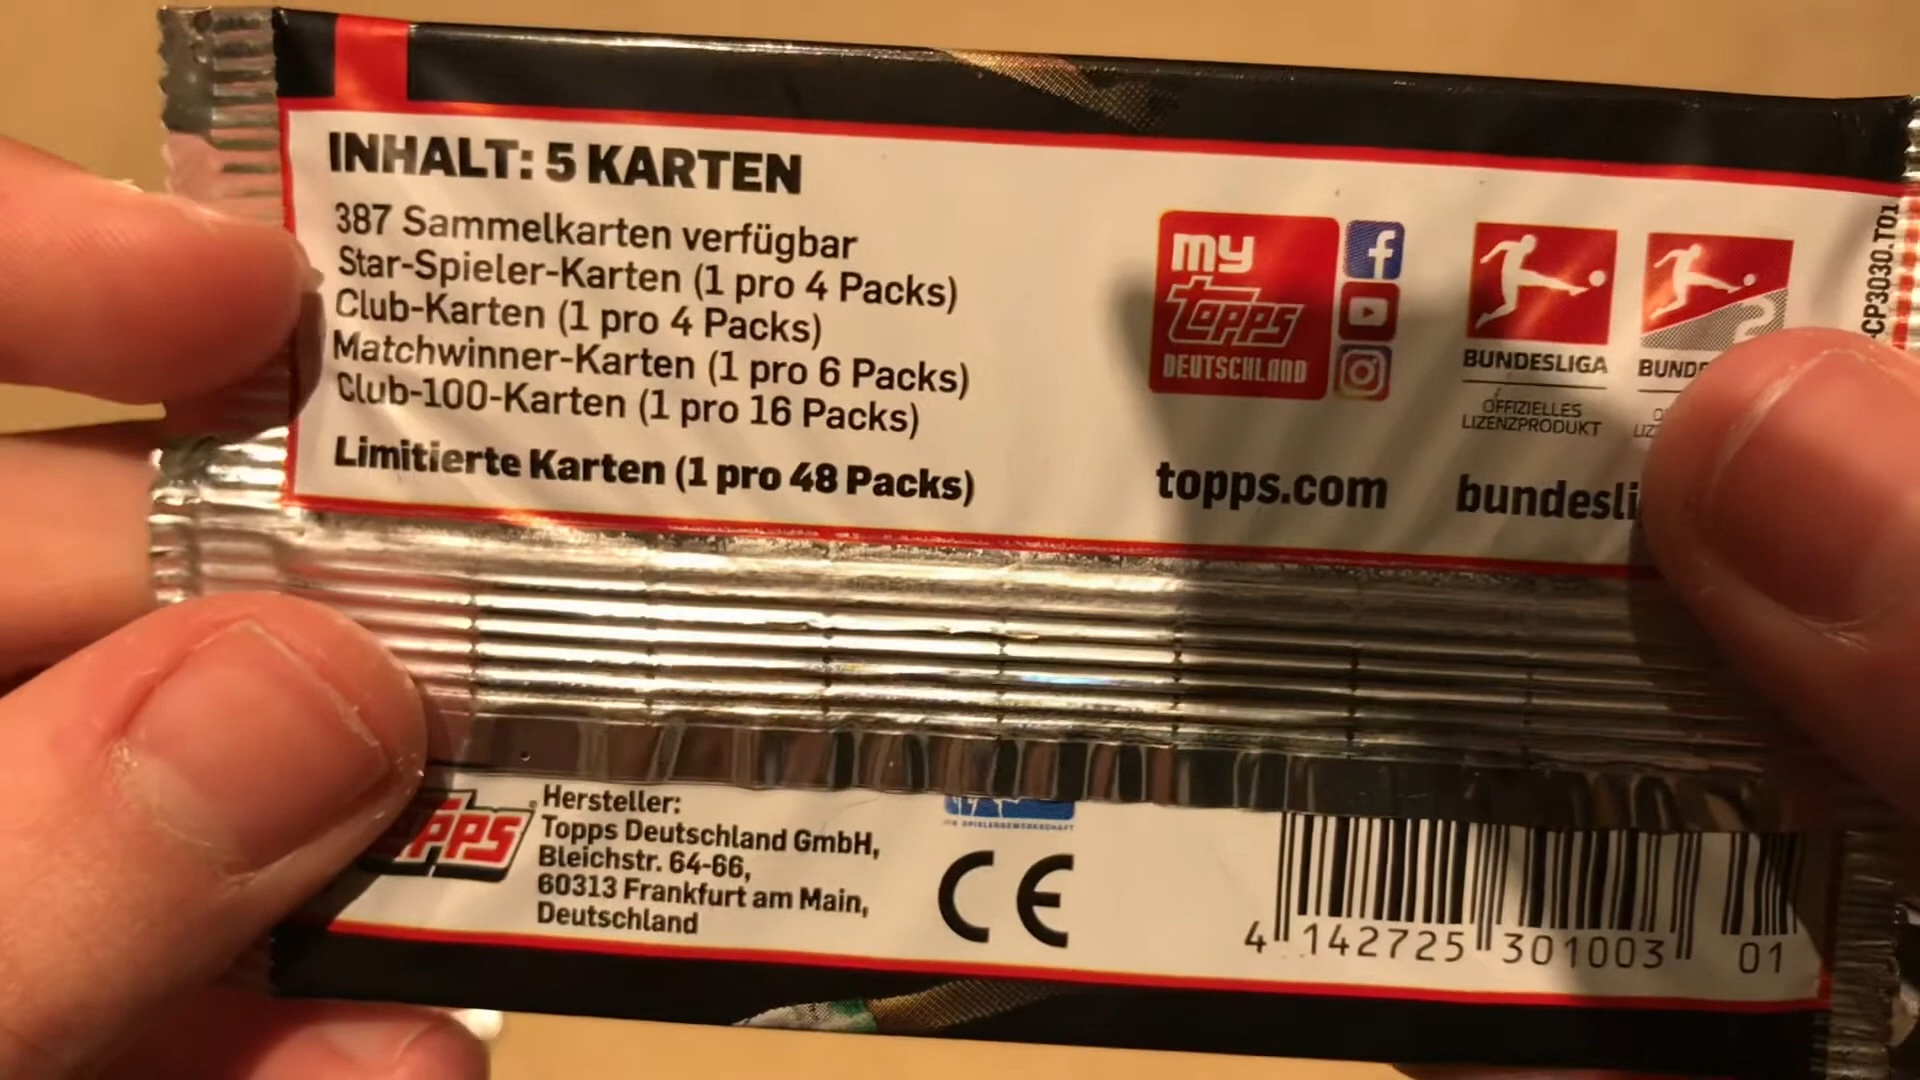 INHALT: 5 KARTEN
387 Sammelkarten verfügbar
Star-Spieler-Karten (1 pro 4 Packs)
Club-Karten (1 pro 4 Packs)
Matchwinner-Karten (1 pro 6 Packs)
Club-100-Karten (1 pro 16 Packs)
Limitierte Karten (1 pro 48 Packs)
my
topps
DEUTSCHLAND
topps.com
BUNDESLIGA
OFFIZIELLES
LIZENZPRODUKT
2
CP3030.T01
Hersteller:
Topps Deutschland GmbH,
Bleichstr. 64-66,
60313 Frankfurt am Main,
Deutschland
CE
4 142725 301003 01